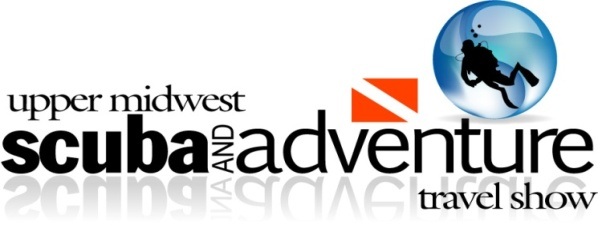 upper midwest
scuba AND adventure
travel show